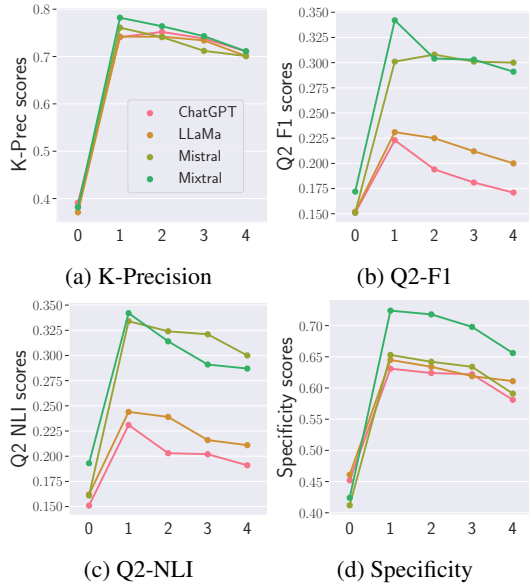 K-Prec scores
0.8
0.7
0.6
0.5
0.4
ChatGPT
LLaMa
Mistral
Mixtral
0 1 2 3 4
(a) K-Precision
Q2 F1 scores
0.350
0.325
0.300
0.275
0.250
0.225
0.200
0.175
0.150
0 1 2 3 4
(b) Q2-F1
Q2 NLI scores
0.350
0.325
0.300
0.275
0.250
0.225
0.200
0.175
0.150
0 1 2 3 4
(c) Q2-NLI
Specificity scores
0.70
0.65
0.60
0.55
0.50
0.45
0.40
0 1 2 3 4
(d) Specificity